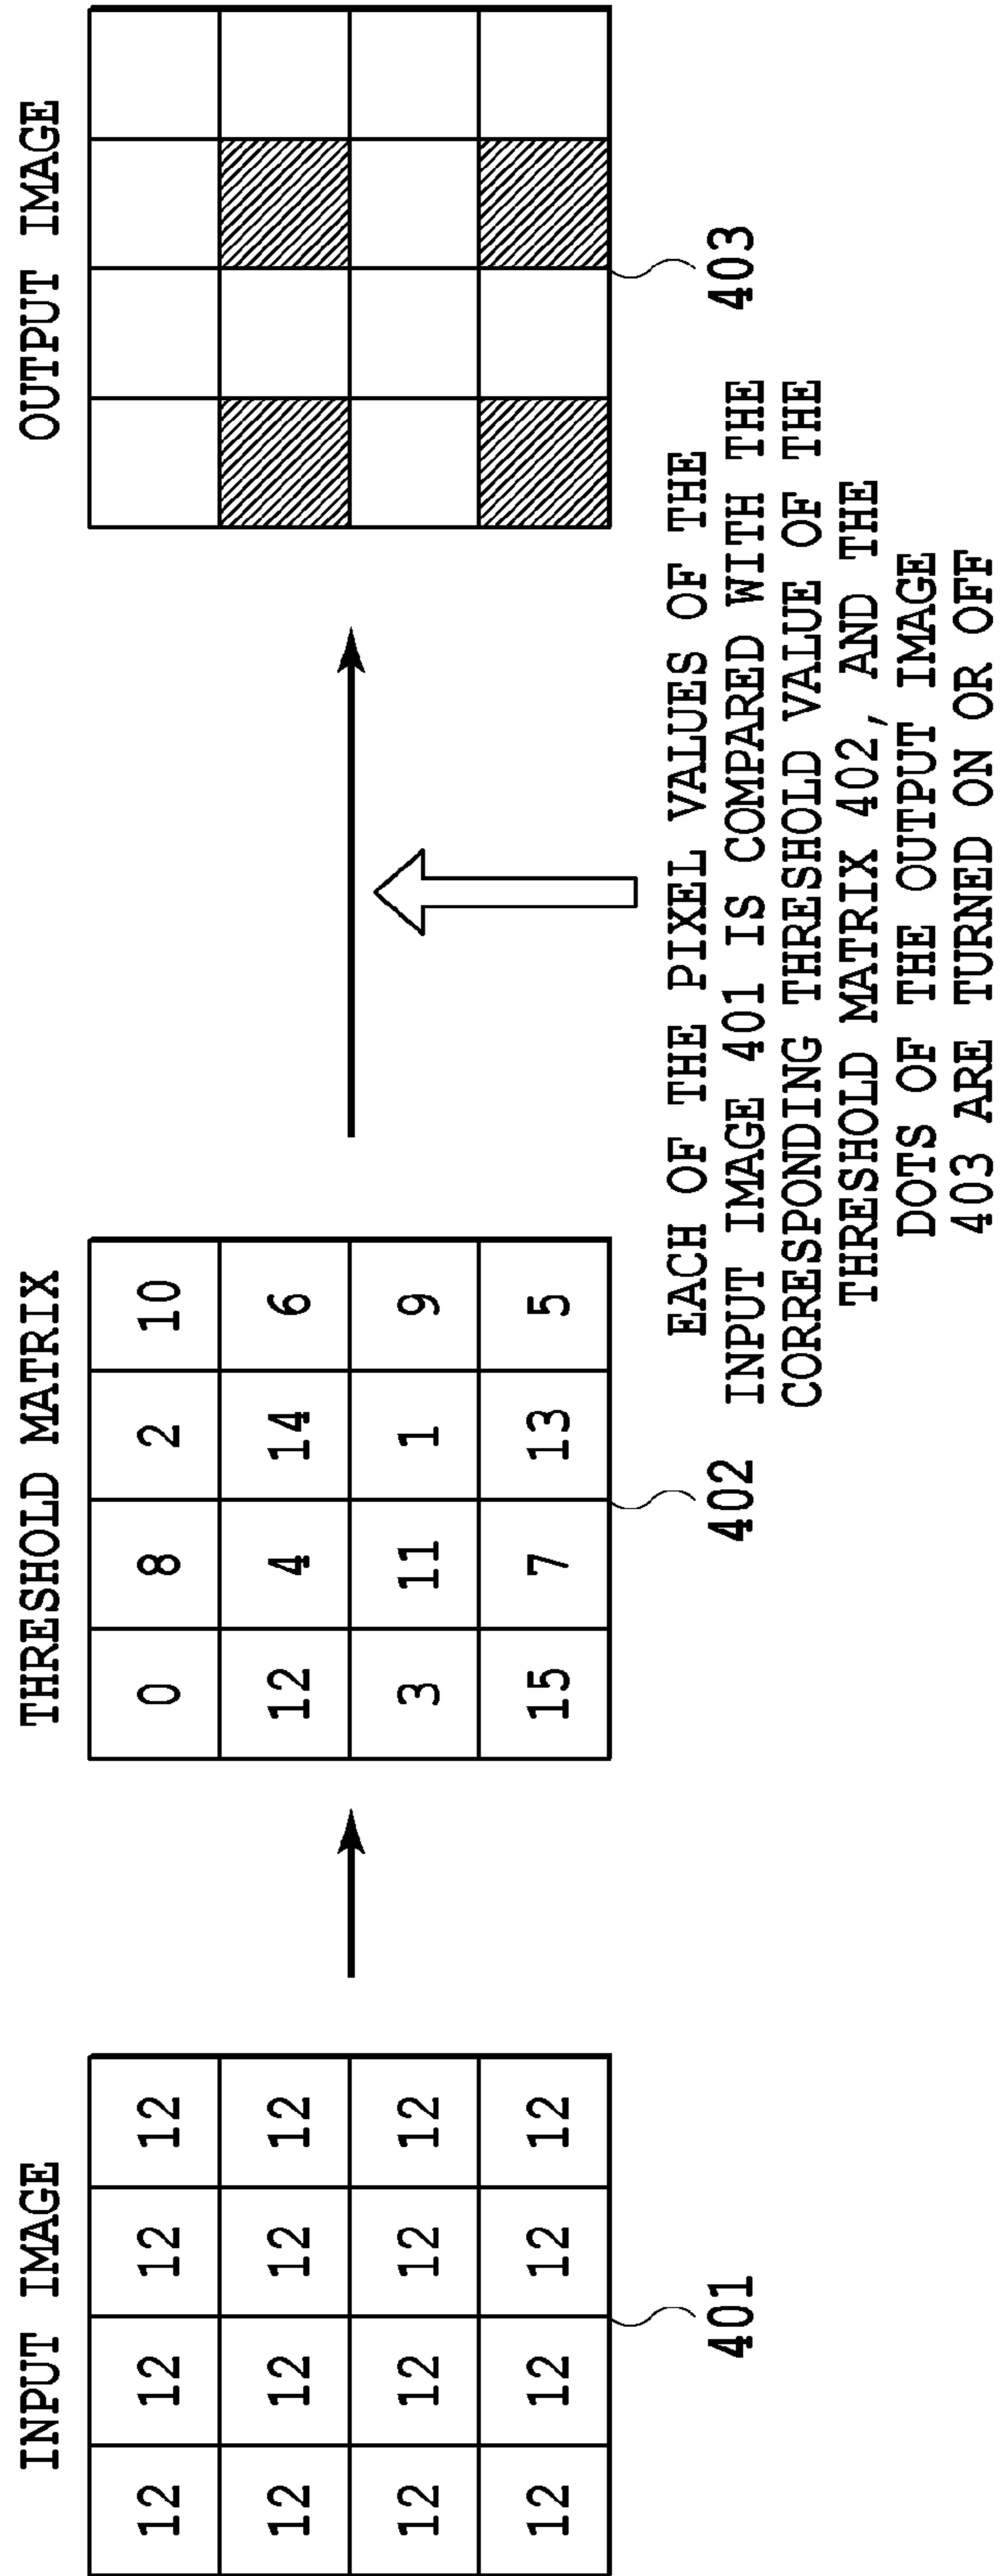 INPUT IMAGE
12 12 12 12
12 12 12 12
12 12 12 12
12 12 12 12
401
THRESHOLD MATRIX
0 8 2 10
12 4 14 6
3 11 1 9
15 7 13 5
402
OUTPUT IMAGE
403
EACH OF THE PIXEL VALUES OF THE
INPUT IMAGE 401 IS COMPARED WITH THE
CORRESPONDING THRESHOLD VALUE OF THE
THRESHOLD MATRIX 402, AND THE
DOTS OF THE OUTPUT IMAGE
403 ARE TURNED ON OR OFF